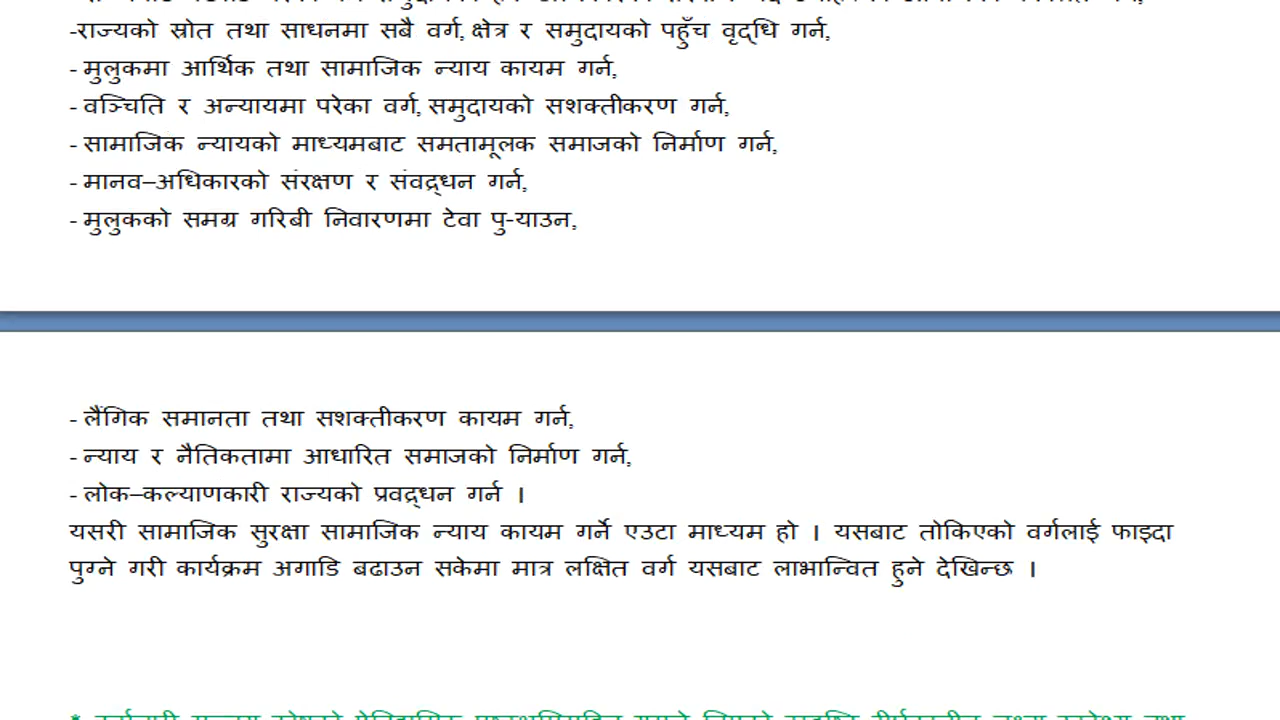 -राज्यको स्रोत तथा साधनमा सबै वर्ग, क्षेत्र र समुदायको पहुँच वृद्धि गर्न,
- मुलुकमा आर्थिक तथा सामाजिक न्याय कायम गर्न,
- वञ्चिति र अन्यायमा परेका वर्ग, समुदायको सशक्तीकरण गर्न,
- सामाजिक न्यायको माध्यमबाट समतामूलक समाजको निर्माण गर्न,
- मानव–अधिकारको संरक्षण र संवद्र्धन गर्न,
- मुलुकको समग्र गरिबी निवारणमा टेवा पु-याउन,
- लैंगिक समानता तथा सशक्तीकरण कायम गर्न,
- न्याय र नैतिकतामा आधारित समाजको निर्माण गर्न,
- लोक–कल्याणकारी राज्यको प्रवद्र्धन गर्न ।
यसरी सामाजिक सुरक्षा सामाजिक न्याय कायम गर्ने एउटा माध्यम हो । यसबाट तोकिएको वर्गलाई फाइदा
पुग्ने गरी कार्यक्रम अगाडि बढाउन सकेमा मात्र लक्षित वर्ग यसबाट लाभान्वित हुने देखिन्छ ।